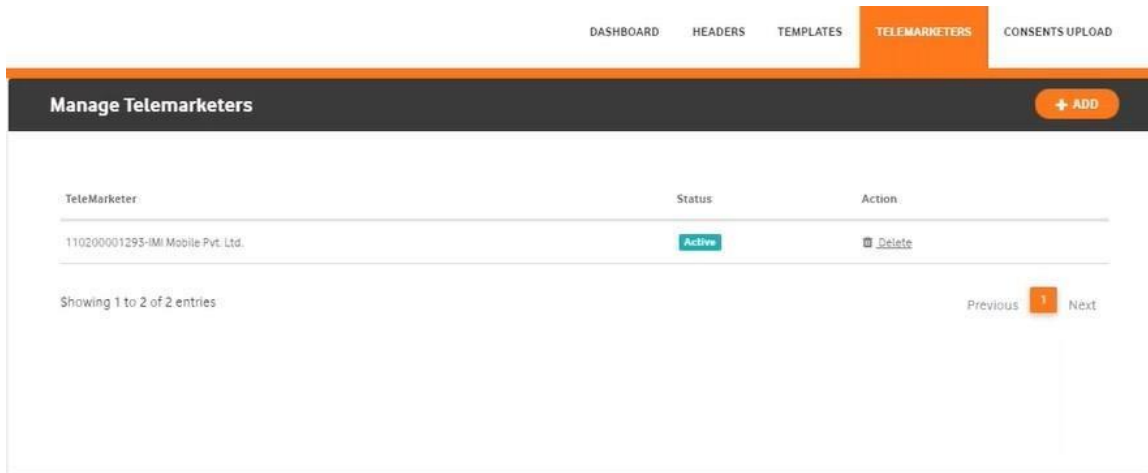 DASHBOARD HEADERS TEMPLATES TELEMARKETERS CONSENTS UPLOAD
Manage Telemarketers
+ ADD
TeleMarketer Status Action
110200001293-IMI Mobile Pvt. Ltd. Active Delete
Showing 1 to 2 of 2 entries
Previous 1 Next